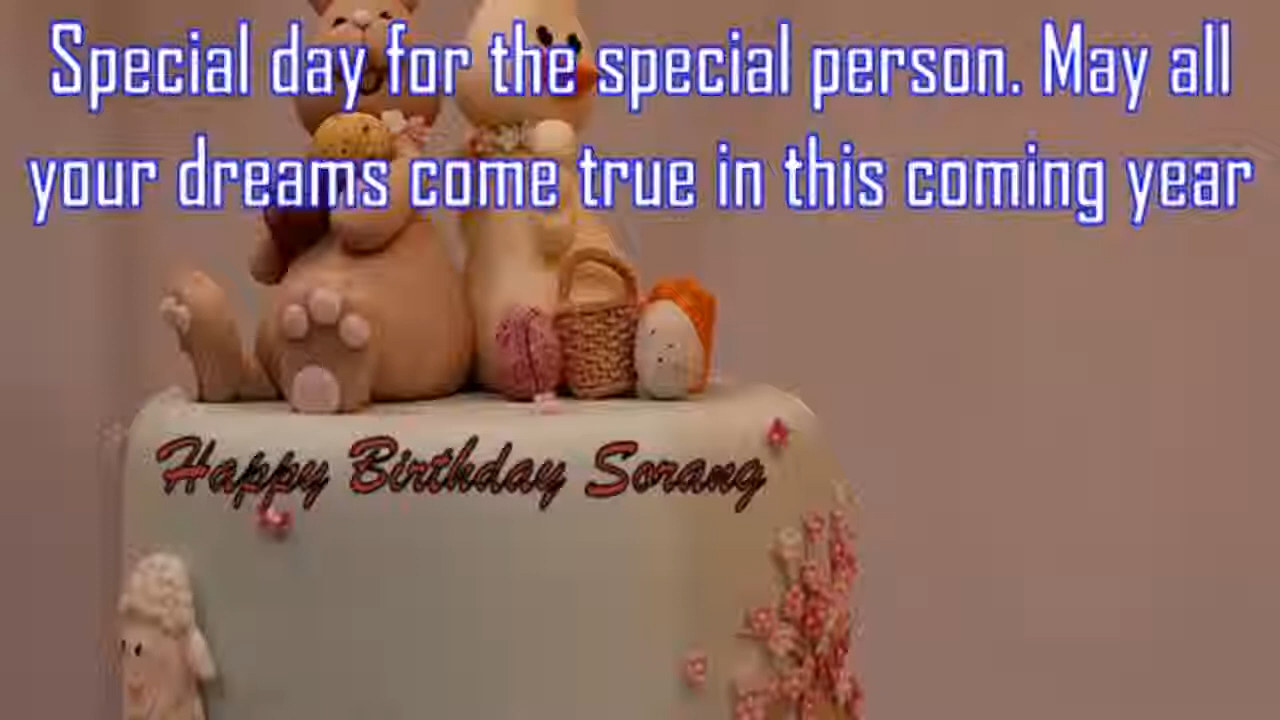 Special day for the special person. May all
your dreams come true in this coming year
Happy Birthday Sorang